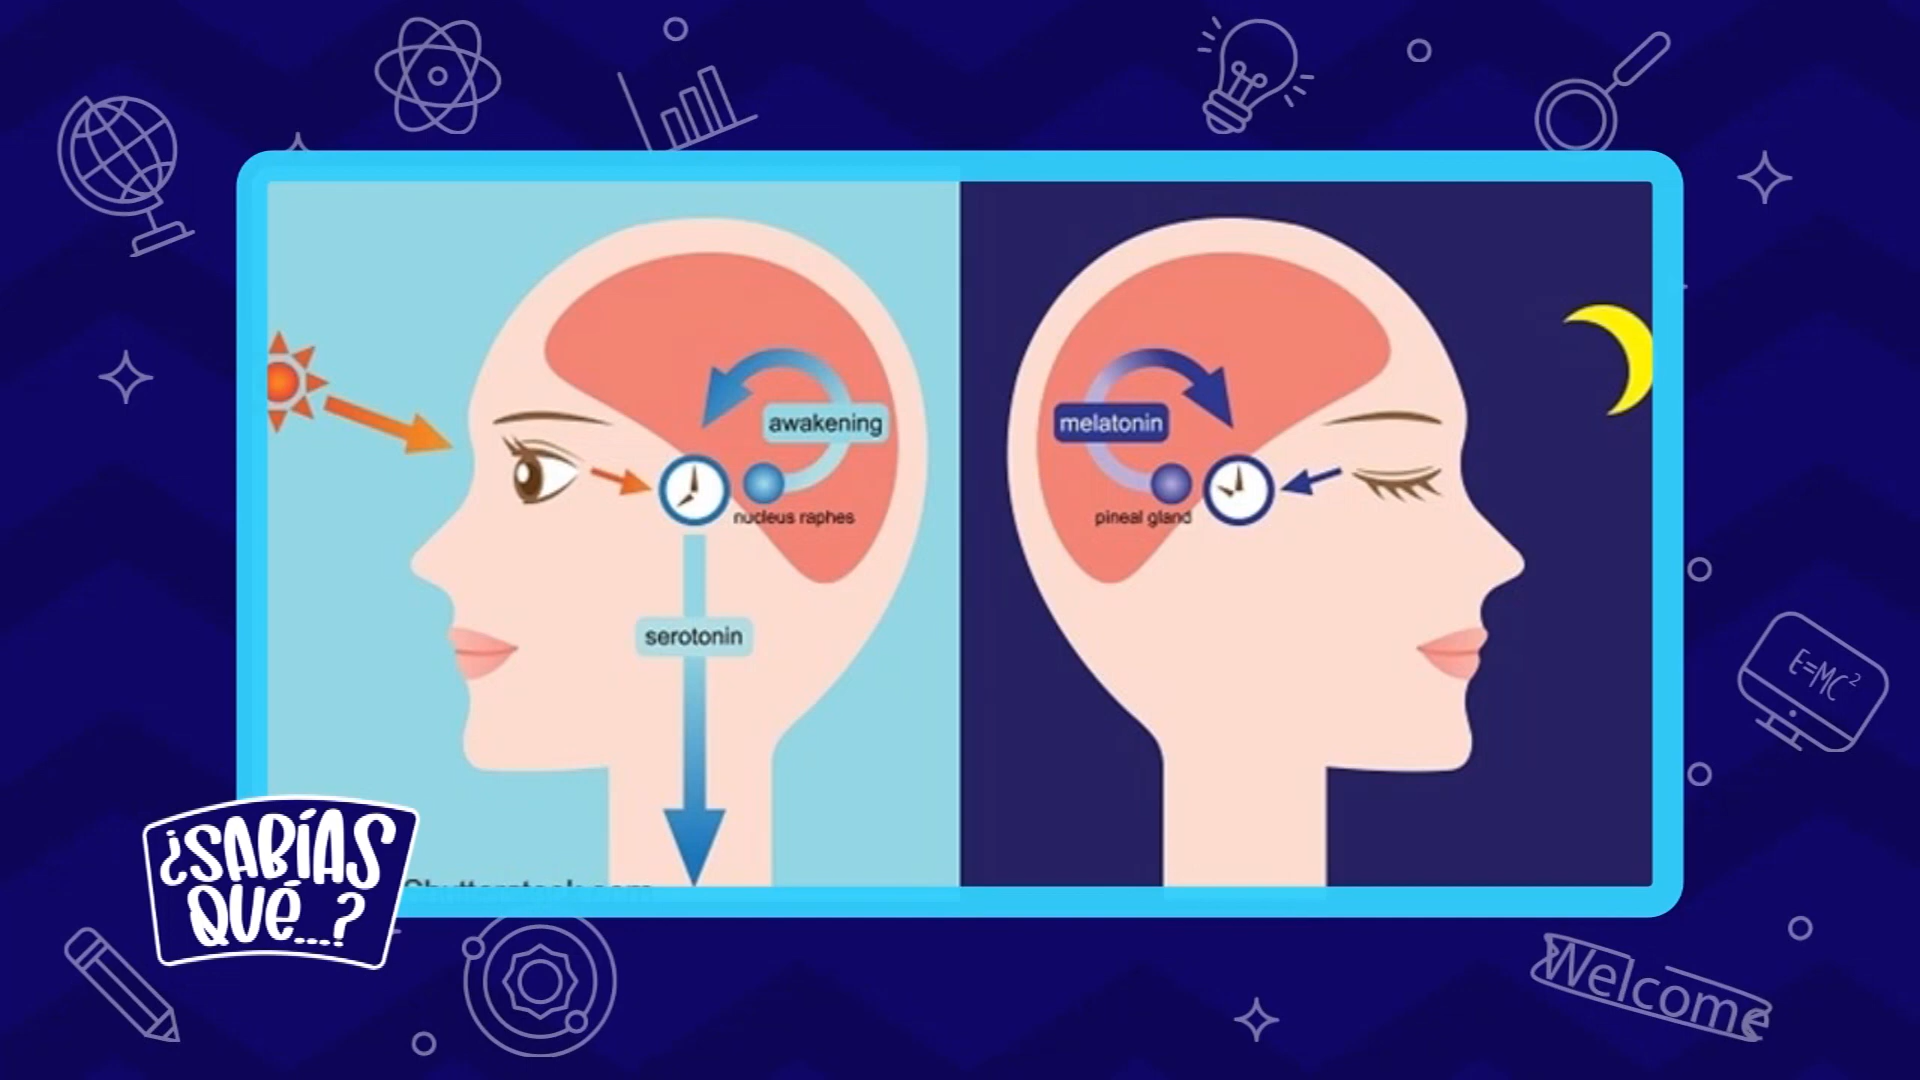 awakening
nucleus raphes
serotonin
melatonin
pineal gland
E=MC²
¿SABÍAS
QUÉ...?
Welcome